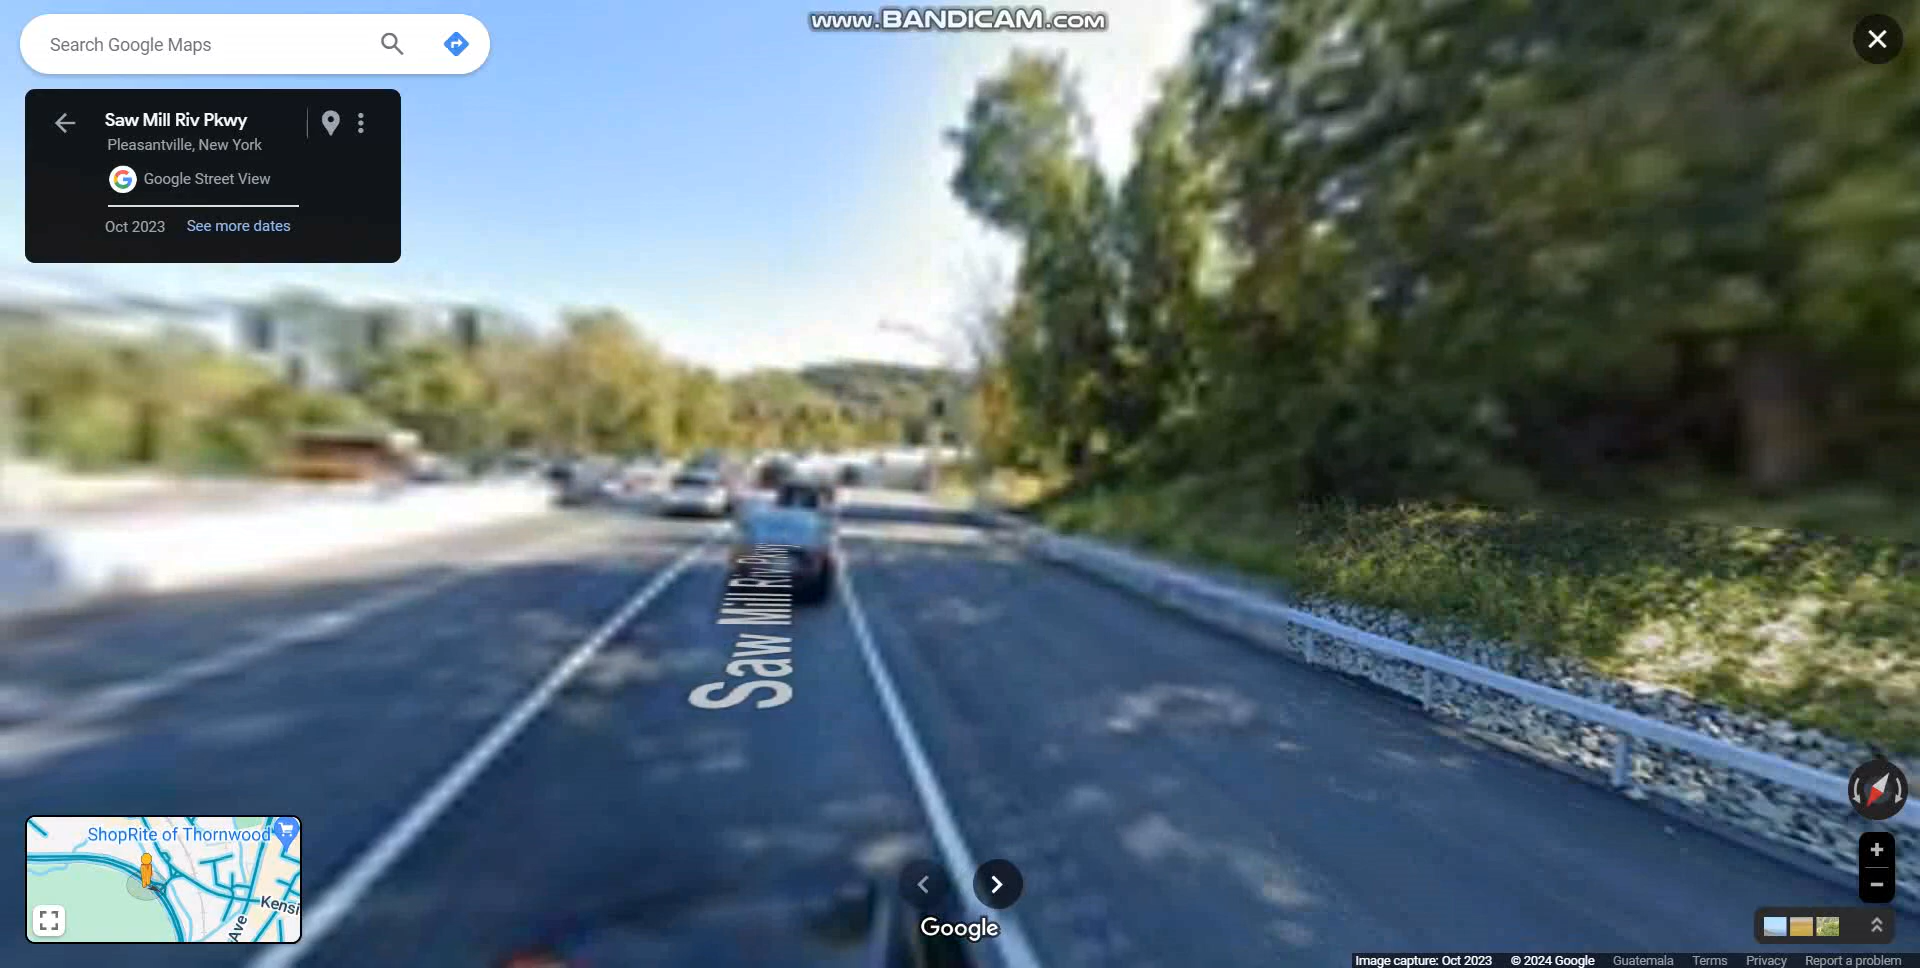 www.BANDICAM.com
Search Google Maps
Saw Mill Riv Pkwy
Pleasantville, New York
Google Street View
Oct 2023 See more dates
Saw Mill Riv Pkwy
ShopRite of Thornwood
Kensi
Ave
Google
Image capture: Oct 2023 © 2024 Google Guatemala Terms Privacy Report a problem